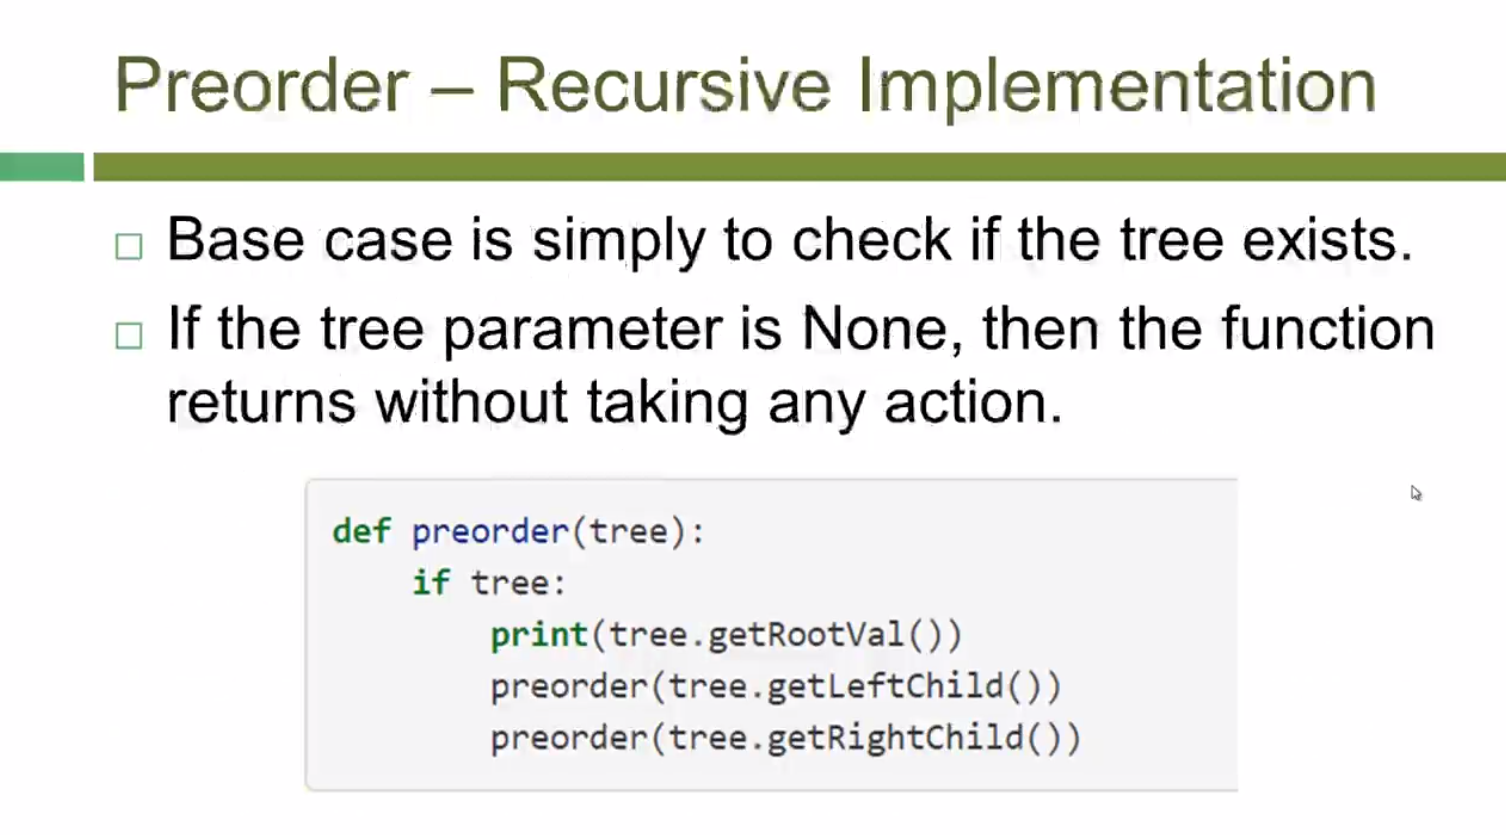 Preorder – Recursive Implementation
Base case is simply to check if the tree exists.
If the tree parameter is None, then the function
returns without taking any action.
def preorder(tree):
    if tree:
        print(tree.getRootVal())
        preorder(tree.getLeftChild())
        preorder(tree.getRightChild())